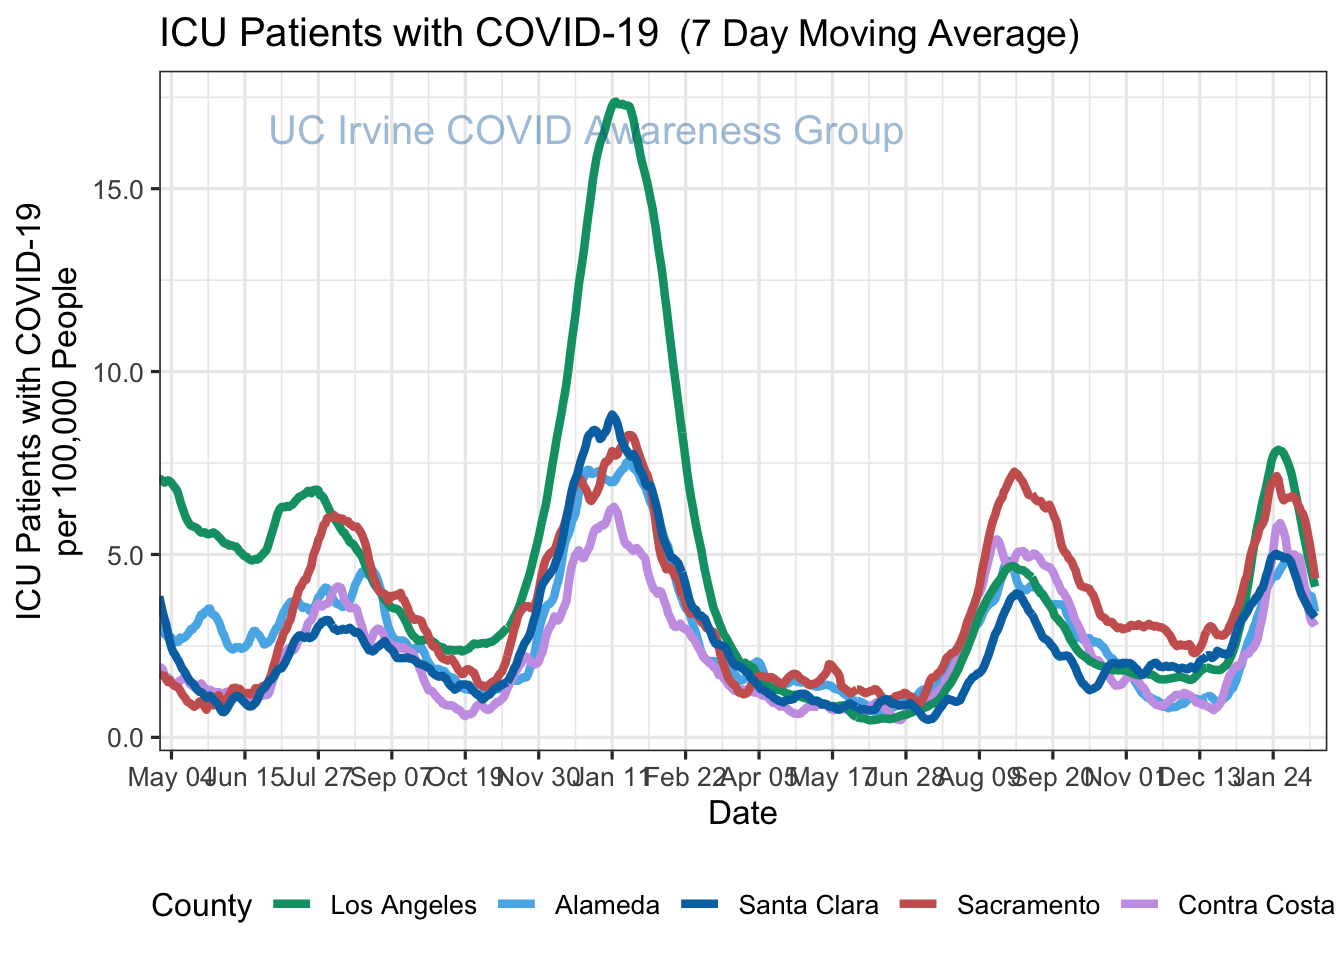 ICU Patients with COVID-19 (7 Day Moving Average)
UC Irvine COVID Awareness Group
ICU Patients with COVID-19
per 100,000 People
15.0
10.0
5.0
0.0
May 04 Jun 15 Jul 27 Sep 07 Oct 19 Nov 30 Jan 11 Feb 22 Apr 05 May 17 Jun 28 Aug 09 Sep 20 Nov 01 Dec 13 Jan 24
Date
County Los Angeles Alameda Santa Clara Sacramento Contra Costa